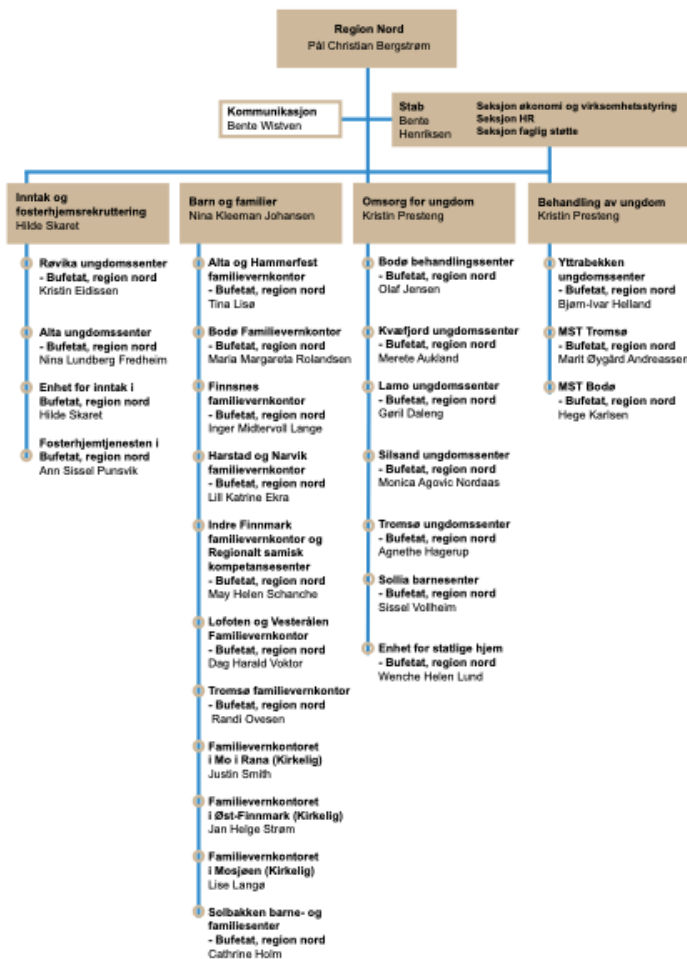 Region Nord
Pål Christian Bergstrøm
Kommunikasjon
Bente Wistven
Stab
Bente
Henriksen
Seksjon økonomi og virksomhetsstyring
Seksjon HR
Seksjon faglig støtte
Inntak og
fosterhjemsrekruttering
Hilde Skaret
Røvika ungdomssenter
- Bufetat, region nord
Kristin Eidissen
Alta ungdomssenter
- Bufetat, region nord
Nina Lundberg Fredheim
Enhet for inntak i
Bufetat, region nord
Hilde Skaret
Fosterhjemtjenesten i
Bufetat, region nord
Ann Sissel Punsvik
Barn og familier
Nina Kleeman Johansen
Alta og Hammerfest
familievernkontor
- Bufetat, region nord
Tina Lisø
Bodø Familievernkontor
- Bufetat, region nord
Maria Margareta Rolandsen
Finnsnes
familievernkontor
- Bufetat, region nord
Inger Midtervoll Lange
Harstad og Narvik
familievernkontor
- Bufetat, region nord
Lill Katrine Ekra
Indre Finnmark
familievernkontor og
Regionalt samisk
kompetansesenter
- Bufetat, region nord
May Helen Schanche
Lofoten og Vesterålen
Familievernkontor
- Bufetat, region nord
Dag Harald Voktor
Tromsø familievernkontor
- Bufetat, region nord
Randi Ovesen
Familievernkontoret
i Mo i Rana (Kirkelig)
Justin Smith
Familievernkontoret
i Øst-Finnmark (Kirkelig)
Jan Helge Strøm
Familievernkontoret
i Mosjøen (Kirkelig)
Lise Langø
Solbakken barne- og
familiesenter
- Bufetat, region nord
Cathrine Holm
Omsorg for ungdom
Kristin Presteng
Bodø behandlingssenter
- Bufetat, region nord
Olaf Jensen
Kvæfjord ungdomssenter
- Bufetat, region nord
Merete Aukland
Lamo ungdomssenter
- Bufetat, region nord
Gøril Daleng
Silsand ungdomssenter
- Bufetat, region nord
Monica Agovic Nordaas
Tromsø ungdomssenter
- Bufetat, region nord
Agnethe Hagerup
Sollia barnesenter
- Bufetat, region nord
Sissel Vollheim
Enhet for statlige hjem
- Bufetat, region nord
Wenche Helen Lund
Behandling av ungdom
Kristin Presteng
Yttrabekken
ungdomssenter
- Bufetat, region nord
Bjørn-Ivar Helland
MST Tromsø
- Bufetat, region nord
Marit Øygård Andreassen
MST Bodø
- Bufetat, region nord
Hege Karlsen